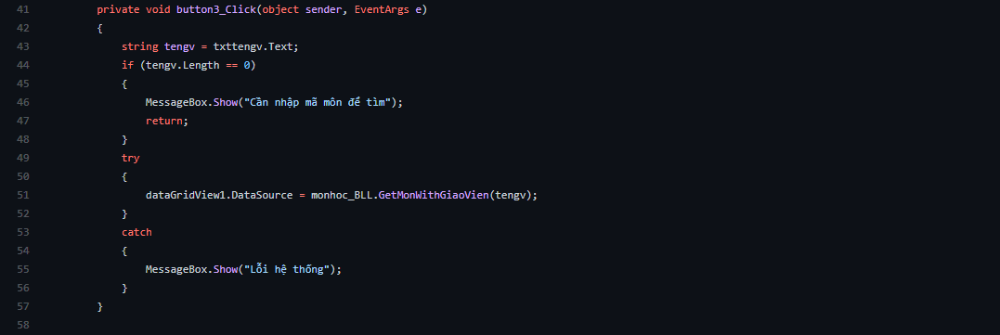 41 private void button3_Click(object sender, EventArgs e)
42 {
43 string tengv = txttengv.Text;
44 if (tengv.Length == 0)
45 {
46 MessageBox.Show("Cần nhập mã môn để tìm");
47 return;
48 }
49 try
50 {
51 dataGridView1.DataSource = monhoc_BLL.GetMonWithGiaoVien(tengv);
52 }
53 catch
54 {
55 MessageBox.Show("Lỗi hệ thống");
56 }
57 }
58